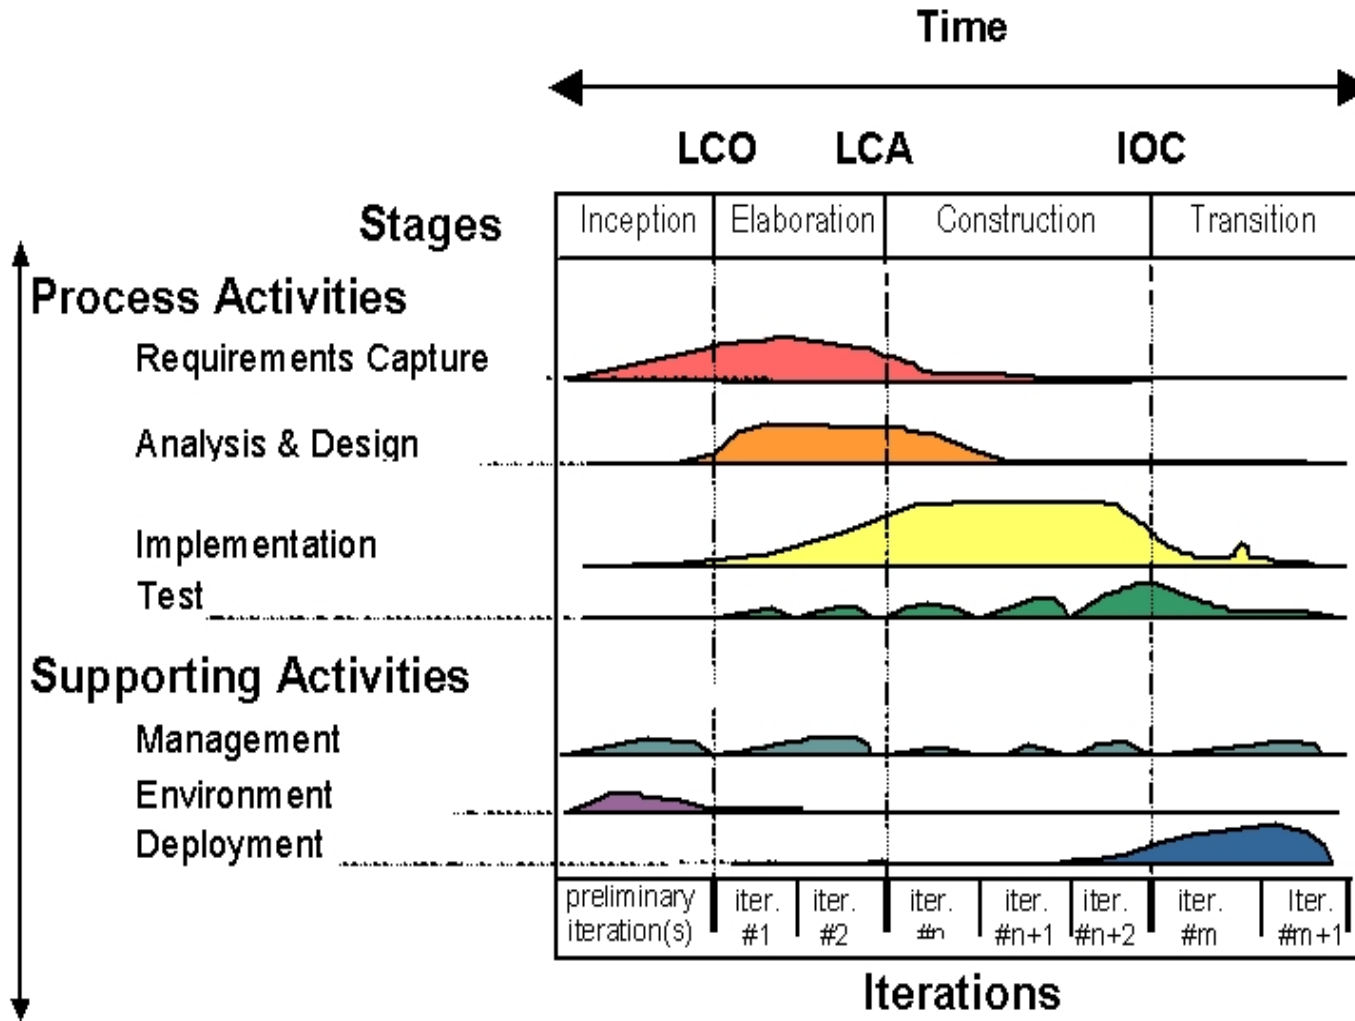 Time
LCO LCA IOC
Stages Inception Elaboration Construction Transition
Process Activities
Requirements Capture
Analysis & Design
Implementation
Test
Supporting Activities
Management
Environment
Deployment
preliminary iter. iter. iter. iter. iter. iter. Iter.
iteration(s) #1 #2 #n #n+1 #n+2 #m #m+1
Iterations